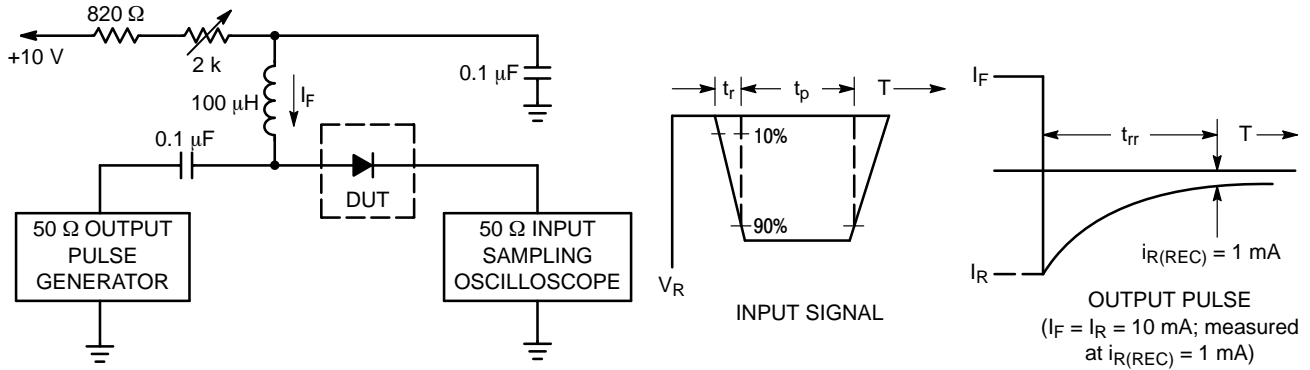 820 Ω
+10 V
2 k
100 µH
I_F
0.1 µF
0.1 µF
DUT
50 Ω OUTPUT
PULSE
GENERATOR
50 Ω INPUT
SAMPLING
OSCILLOSCOPE
t_r
t_p
T
10%
90%
V_R
INPUT SIGNAL
I_F
t_rr
T
I_R
i_R(REC) = 1 mA
OUTPUT PULSE
(I_F = I_R = 10 mA; measured
at i_R(REC) = 1 mA)